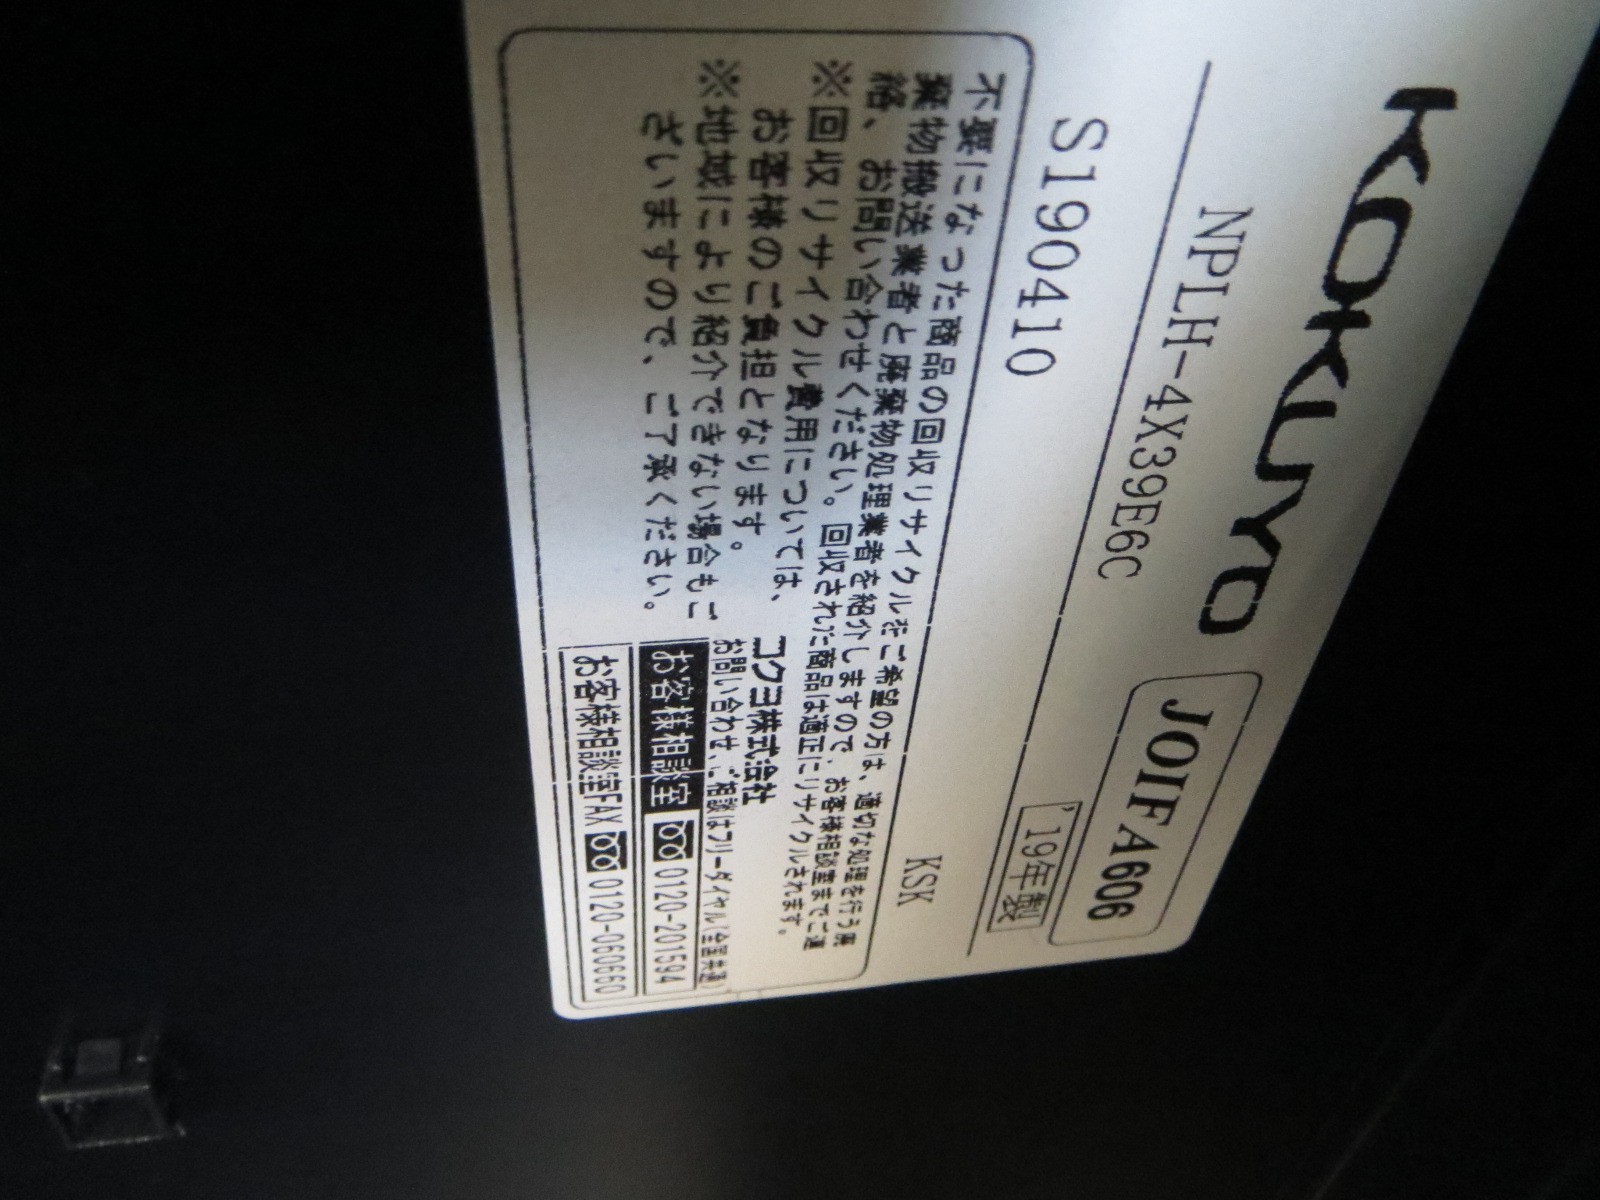 KOKUYO
JOIFA606
NPLH-4X39E6C
'19年製
S190410
KSK
不要になった商品の回収リサイクルをご希望の方は、適切な処理を行う廃
棄物搬送業者と廃棄物処理業者を紹介しますので、お客様相談室までご連
絡、お問い合わせください。回収された商品は適正にリサイクルされます。
※回収リサイクル費用については、
お客様のご負担となります。
※地域により紹介できない場合もご
ざいますので、ご了承ください。
コクヨ株式会社
お問い合わせ、ご相談はフリーダイヤル(全国共通)
お客様相談室 0120-201594
お客様相談室FAX 0120-060660